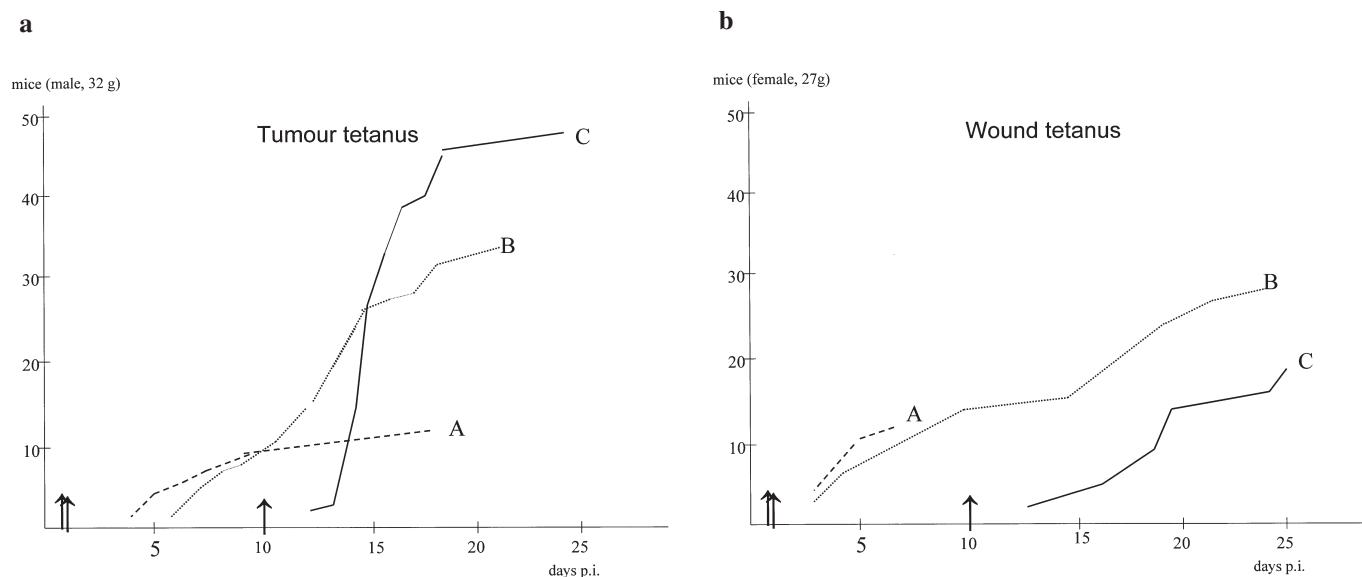 a
mice (male, 32 g)
Tumour tetanus
50
40
30
20
10
C
B
A
5
10
15
20
25
days p.i.
b
mice (female, 27g)
Wound tetanus
50
40
30
20
10
A
B
C
5
10
15
20
25
days p.i.